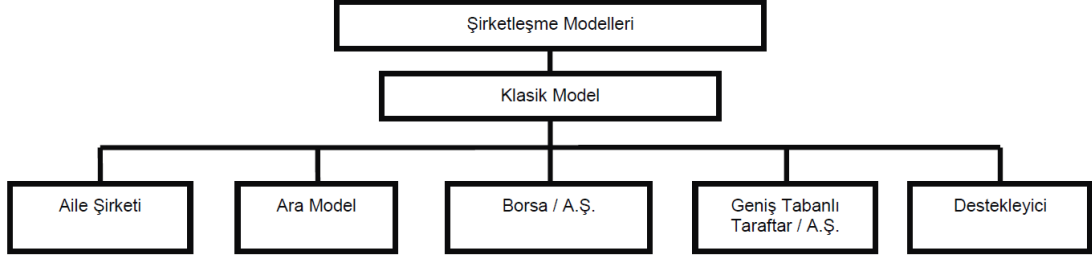 Şirketleşme Modelleri
Klasik Model
Aile Şirketi
Ara Model
Borsa / A.Ş.
Geniş Tabanlı
Taraftar / A.Ş.
Destekleyici